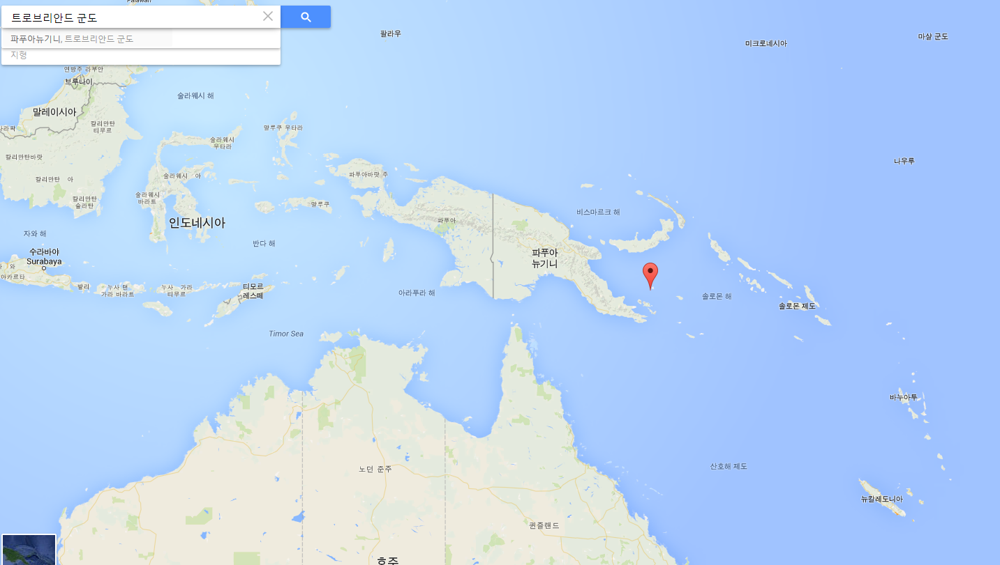 Palawan
트로브리안드 군도
파푸아뉴기니, 트로브리안드 군도
지형
팔라우
미크로네시아
마샬 군도
연방주 라부안
브루나이
술라웨시 해
말레이시아
칼리만탄
티무르
말루쿠 우타라
라왁
술라웨시
우타라
칼리만탄바랏
나우루
파푸아바랏 주
술라웨시 아
칼리만탄 아
술라웨시
바라트
칼리만탄
슬라탄
말루쿠
비스마르크 해
파푸아
인도네시아
자와 해
반다 해
수라바야
Surabaya
파푸아
뉴기니
와
야카르타
발리
누사 텡
가라 바라트
누사 가라
티무르
티모르
레스떼
아라푸라 해
솔로몬 해
솔로몬 제도
Timor Sea
바누아투
노던 준주
산호해 제도
뉴칼레도니아
퀸즐랜드
호주